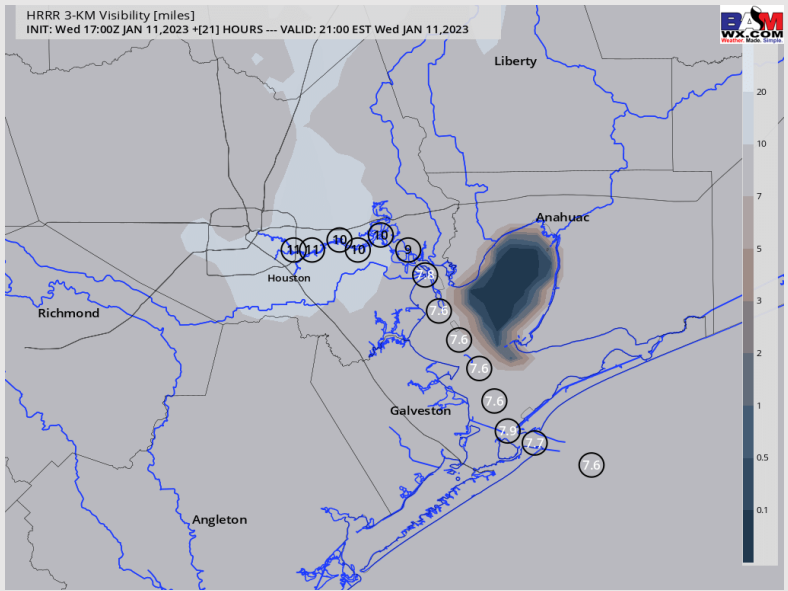 HRRR 3-KM Visibility [miles]
INIT: Wed 17:00Z JAN 11,2023 +[21] HOURS --- VALID: 21:00 EST Wed JAN 11,2023
BAM
WX.COM
Weather. Made. Simple.
Liberty
20
10
7
Anahuac
10
10
11
11
10
9
5
7.8
Houston
3
Richmond
7.6
7.6
2
7.6
7.6
1
Galveston
7.9
7.7
0.5
7.6
0.1
Angleton